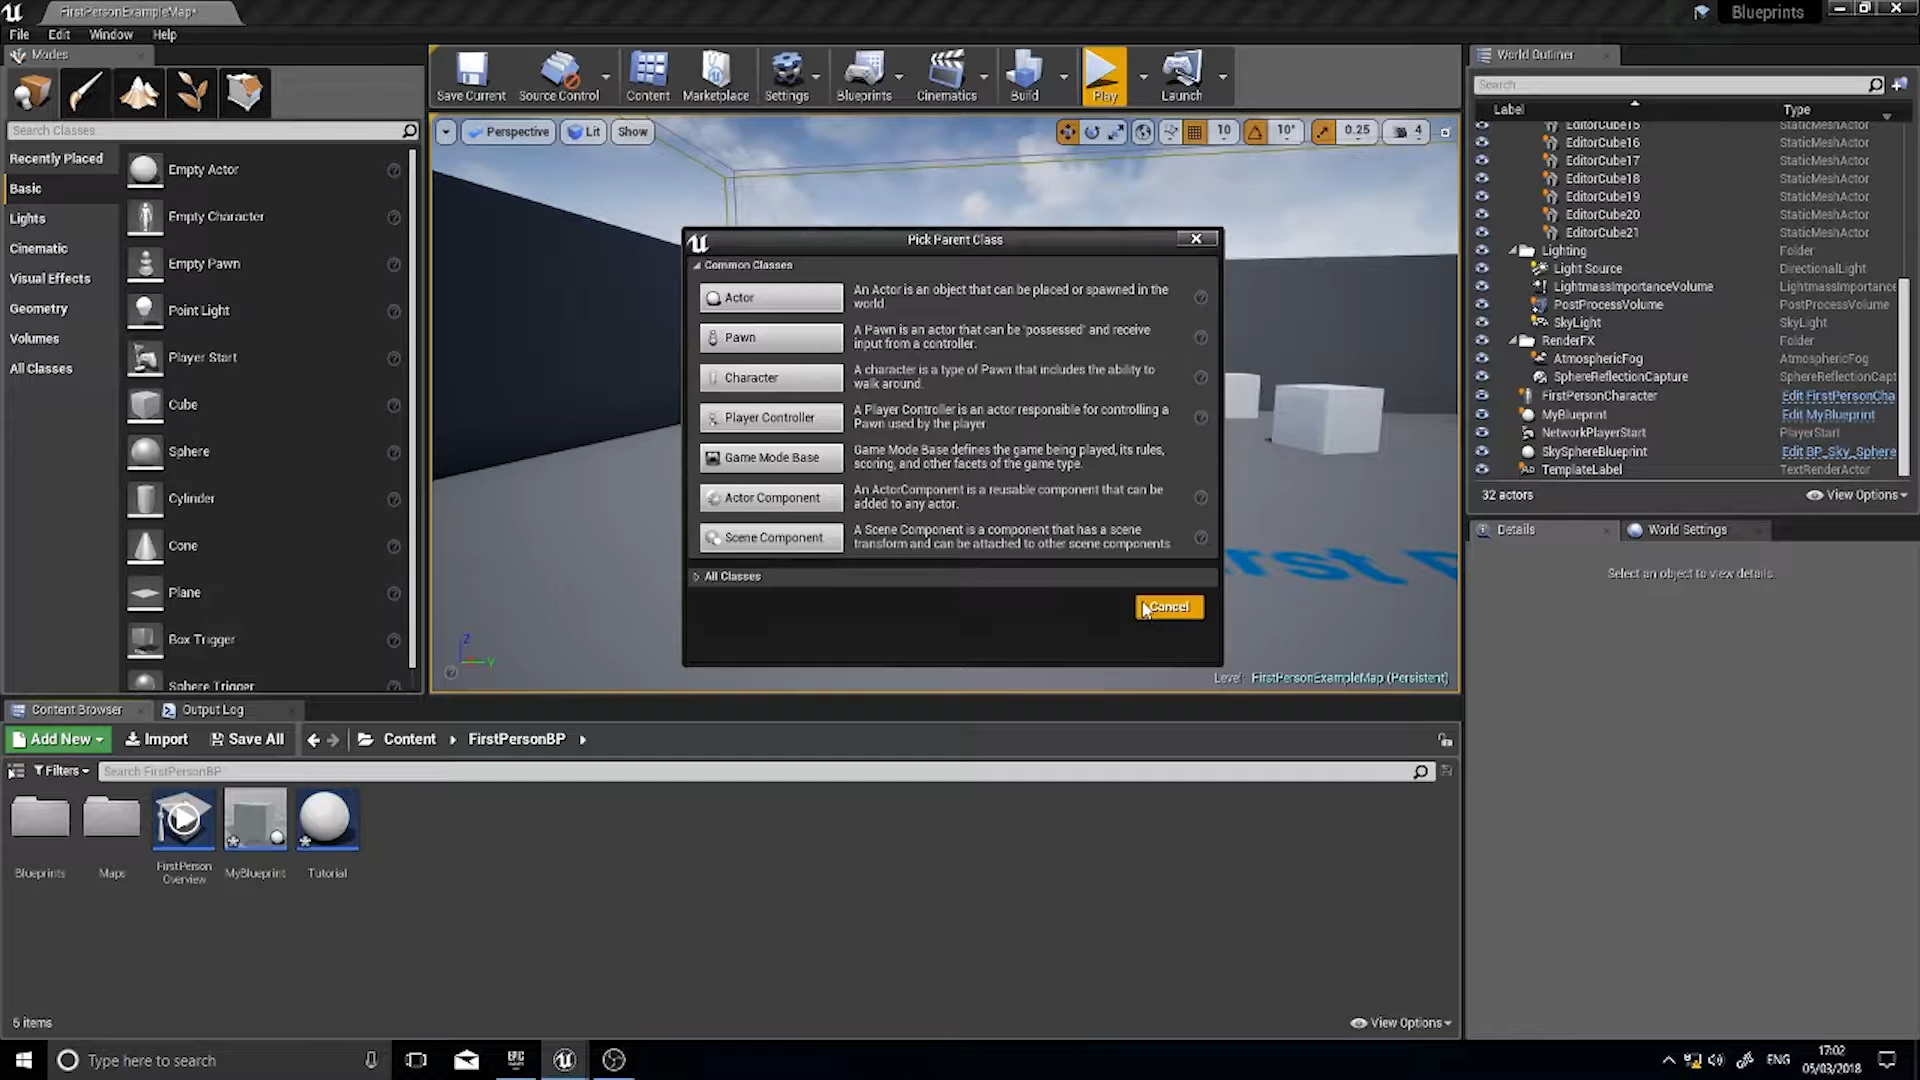 FirstPersonExampleMap*
Blueprints
File Edit Window Help
Modes
Search Classes
Recently Placed
Basic
Lights
Cinematic
Visual Effects
Geometry
Volumes
All Classes
Empty Actor
Empty Character
Empty Pawn
Point Light
Player Start
Cube
Sphere
Cylinder
Cone
Plane
Box Trigger
Sphere Trigger
Save Current Source Control Content Marketplace Settings Blueprints Cinematics Build Play Launch
Perspective Lit Show
10 10° 0.25 4
Pick Parent Class
Common Classes
Actor
An Actor is an object that can be placed or spawned in the
world.
Pawn
A Pawn is an actor that can be 'possessed' and receive
input from a controller.
Character
A character is a type of Pawn that includes the ability to
walk around.
Player Controller
A Player Controller is an actor responsible for controlling a
Pawn used by the player.
Game Mode Base
Game Mode Base defines the game being played, its rules,
scoring, and other facets of the game type.
Actor Component
An ActorComponent is a reusable component that can be
added to any actor.
Scene Component
A Scene Component is a component that has a scene
transform and can be attached to other scene components
All Classes
Cancel
Z
Y
Level: FirstPersonExampleMap (Persistent)
World Outliner
Search...
Label Type
EditorCube15 StaticMeshActor
EditorCube16 StaticMeshActor
EditorCube17 StaticMeshActor
EditorCube18 StaticMeshActor
EditorCube19 StaticMeshActor
EditorCube20 StaticMeshActor
EditorCube21 StaticMeshActor
Lighting Folder
Light Source DirectionalLight
LightmassImportanceVolume LightmassImportance
PostProcessVolume PostProcessVolume
SkyLight SkyLight
RenderFX Folder
AtmosphericFog AtmosphericFog
SphereReflectionCapture SphereReflectionCapt
FirstPersonCharacter Edit FirstPersonCha
MyBlueprint Edit MyBlueprint
NetworkPlayerStart PlayerStart
SkySphereBlueprint Edit BP_Sky_Sphere
TemplateLabel TextRenderActor
32 actors
View Options
Details World Settings
Select an object to view details.
Content Browser Output Log
Add New Import Save All Content FirstPersonBP
Filters Search FirstPersonBP
Blueprints
Maps
FirstPerson
Overview
MyBlueprint
Tutorial
5 items
View Options
Type here to search
EPIC
ENG
17:02
05/03/2018